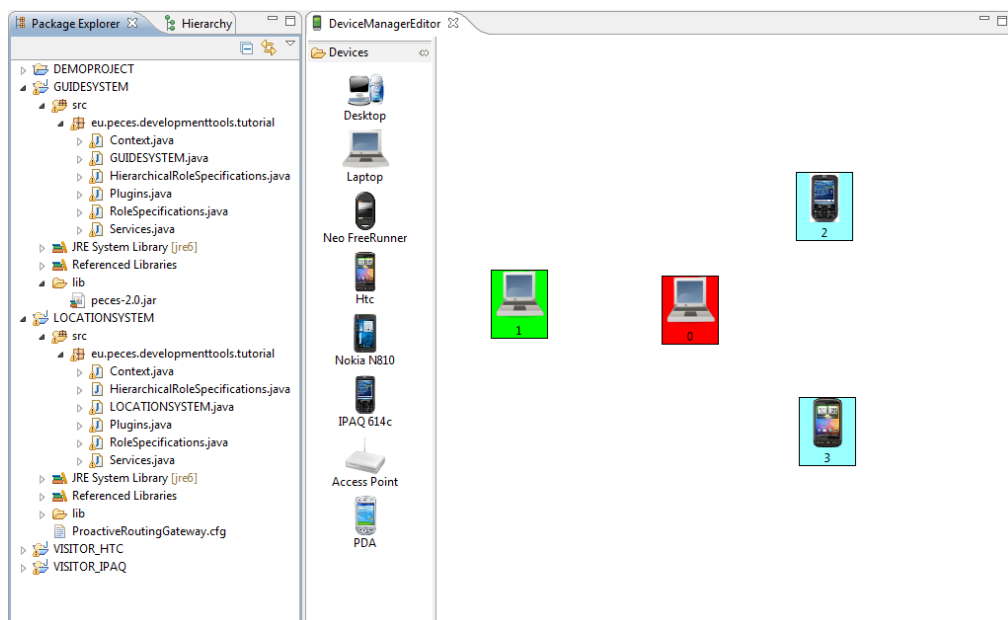 Package Explorer
Hierarchy
DEMOPROJECT
GUIDESYSTEM
src
eu.peces.developmenttools.tutorial
Context.java
GUIDESYSTEM.java
HierarchicalRoleSpecifications.java
Plugins.java
RoleSpecifications.java
Services.java
JRE System Library [jre6]
Referenced Libraries
lib
peces-2.0.jar
LOCATIONSYSTEM
src
eu.peces.developmenttools.tutorial
Context.java
HierarchicalRoleSpecifications.java
LOCATIONSYSTEM.java
Plugins.java
RoleSpecifications.java
Services.java
JRE System Library [jre6]
Referenced Libraries
lib
ProactiveRoutingGateway.cfg
VISITOR_HTC
VISITOR_IPAQ
DeviceManagerEditor
Devices
Desktop
Laptop
Neo FreeRunner
Htc
Nokia N810
IPAQ 614c
Access Point
PDA
2
1
0
3